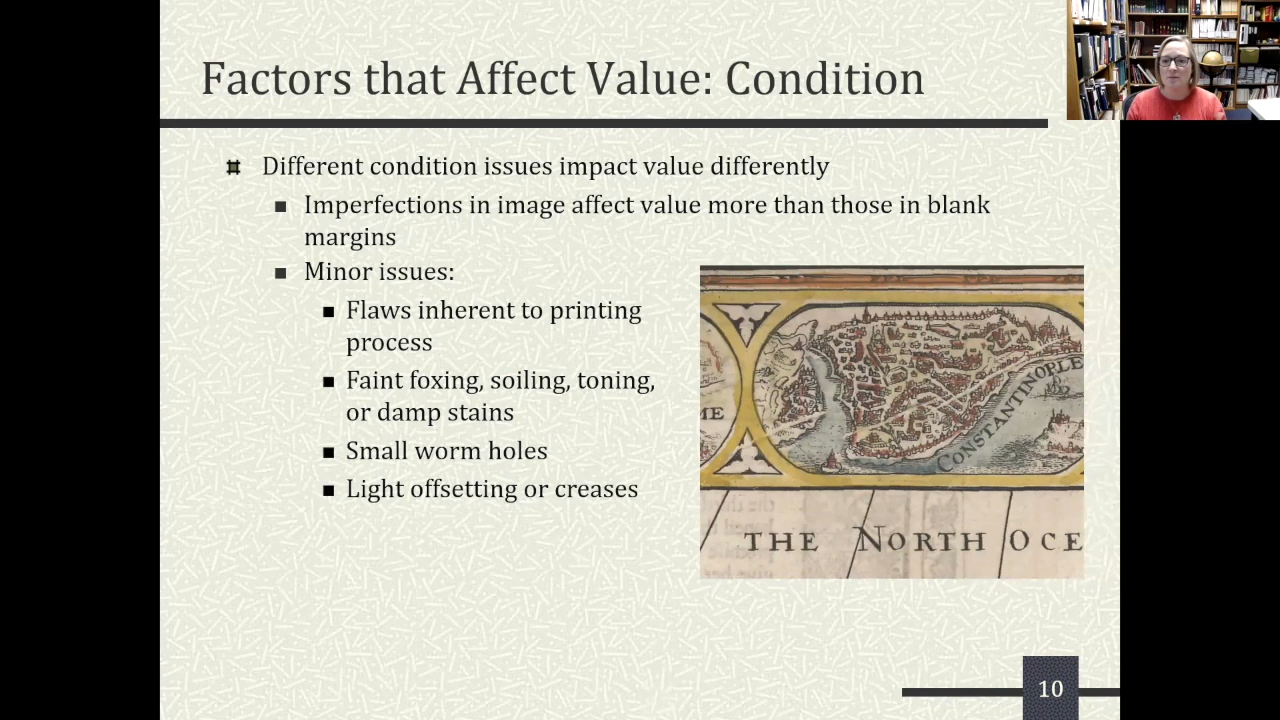 Factors that Affect Value: Condition
Different condition issues impact value differently
Imperfections in image affect value more than those in blank
margins
Minor issues:
Flaws inherent to printing
process
Faint foxing, soiling, toning,
or damp stains
Small worm holes
Light offsetting or creases
ME
CONSTANTINOPLE
THE NORTH OCE
10